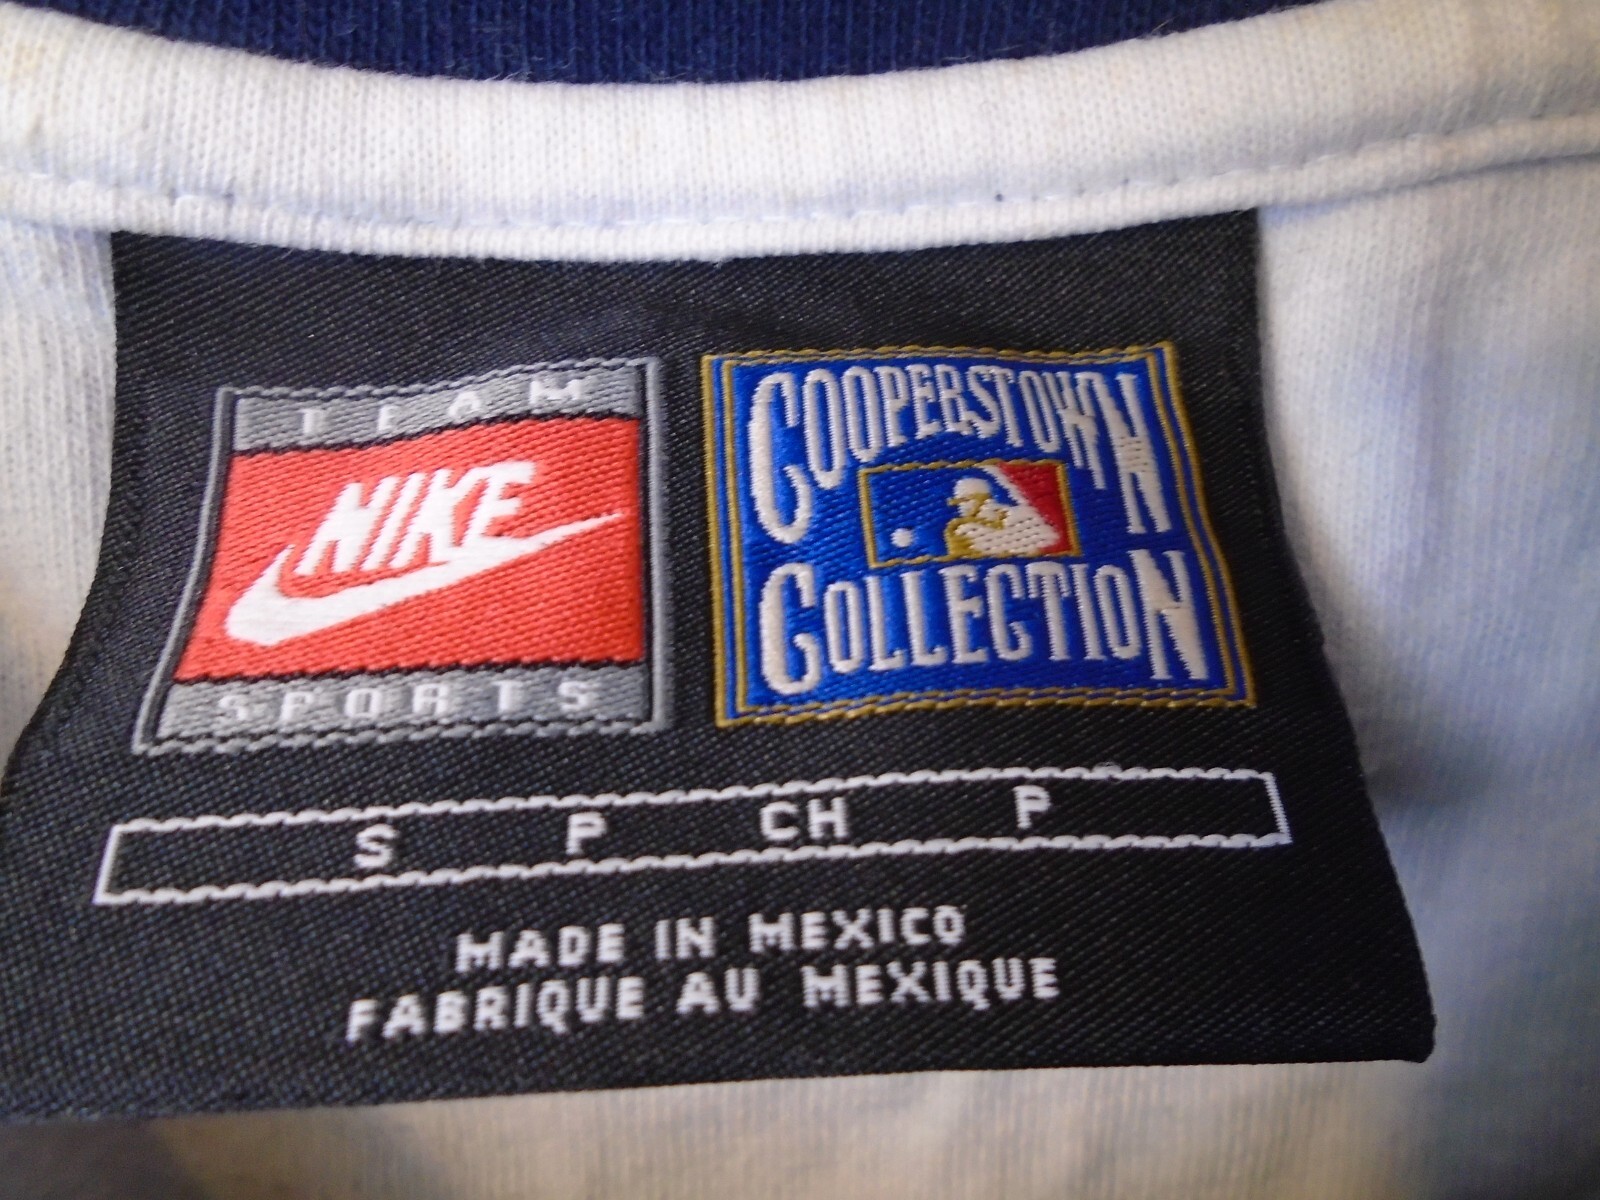 TEAM
NIKE
SPORTS
COOPERSTOWN
COLLECTION
S P CH P
MADE IN MEXICO
FABRIQUE AU MEXIQUE